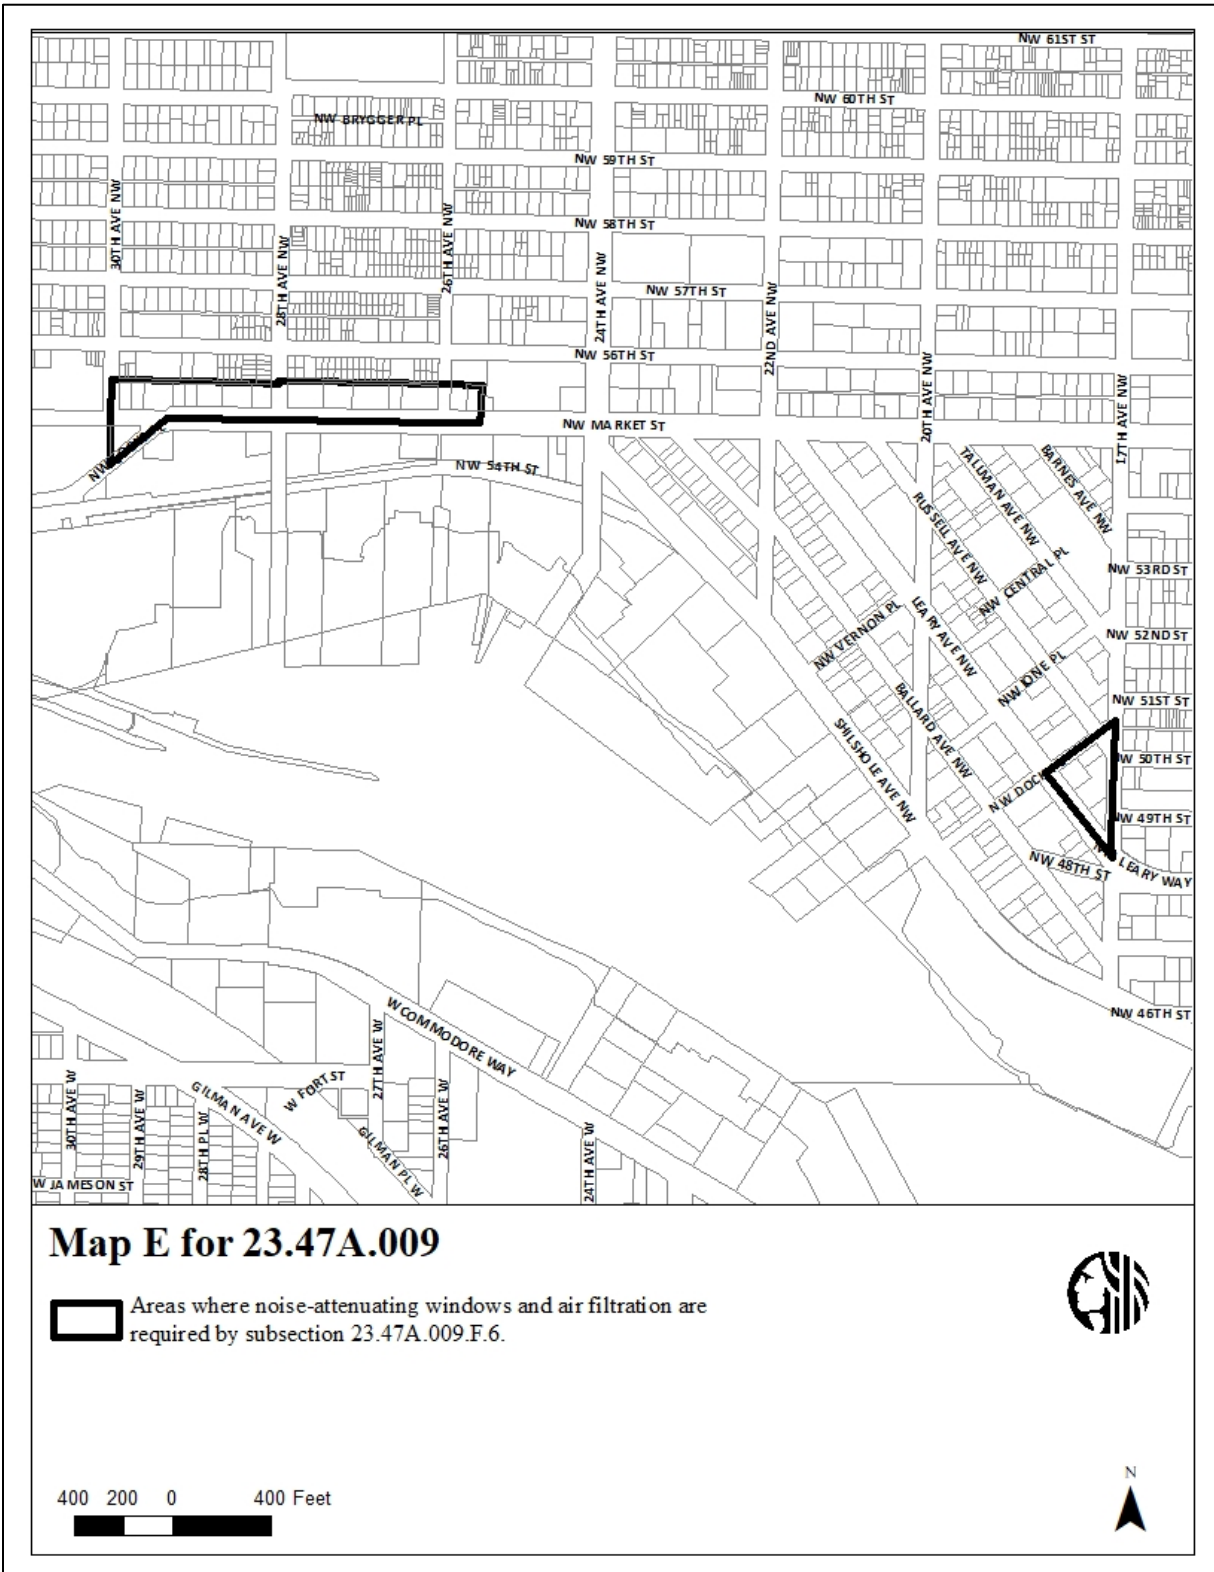 NW 61ST ST
NW 60TH ST
NW BRYGGER PL
NW 59TH ST
30TH AVE NW
26TH AVE NW
NW 58TH ST
28TH AVE NW
24TH AVE NW
NW 57TH ST
22ND AVE NW
NW 56TH ST
20TH AVE NW
17TH AVE NW
NW MARKET ST
NW
NW 54TH ST
TALLMAN AVE NW
BARNES AVE NW
RUSSELL AVE NW
NW CENTRAL PL
NW 53RD ST
NW VERNON PL
LEARY AVE NW
NW 52ND ST
NW IONE PL
BALLARD AVE NW
NW 51ST ST
SHILSHOLE AVE NW
NW DOCK
NW 50TH ST
NW 49TH ST
NW 48TH ST
LEARY WAY
NW 46TH ST
W COMMODORE WAY
27TH AVE W
W FORT ST
30TH AVE W
29TH AVE W
28TH PL W
GILMAN AVE W
GILMAN PL W
26TH AVE W
24TH AVE W
W JAMESON ST
Map E for 23.47A.009
Areas where noise-attenuating windows and air filtration are
required by subsection 23.47A.009.F.6.
N
400 200 0 400 Feet